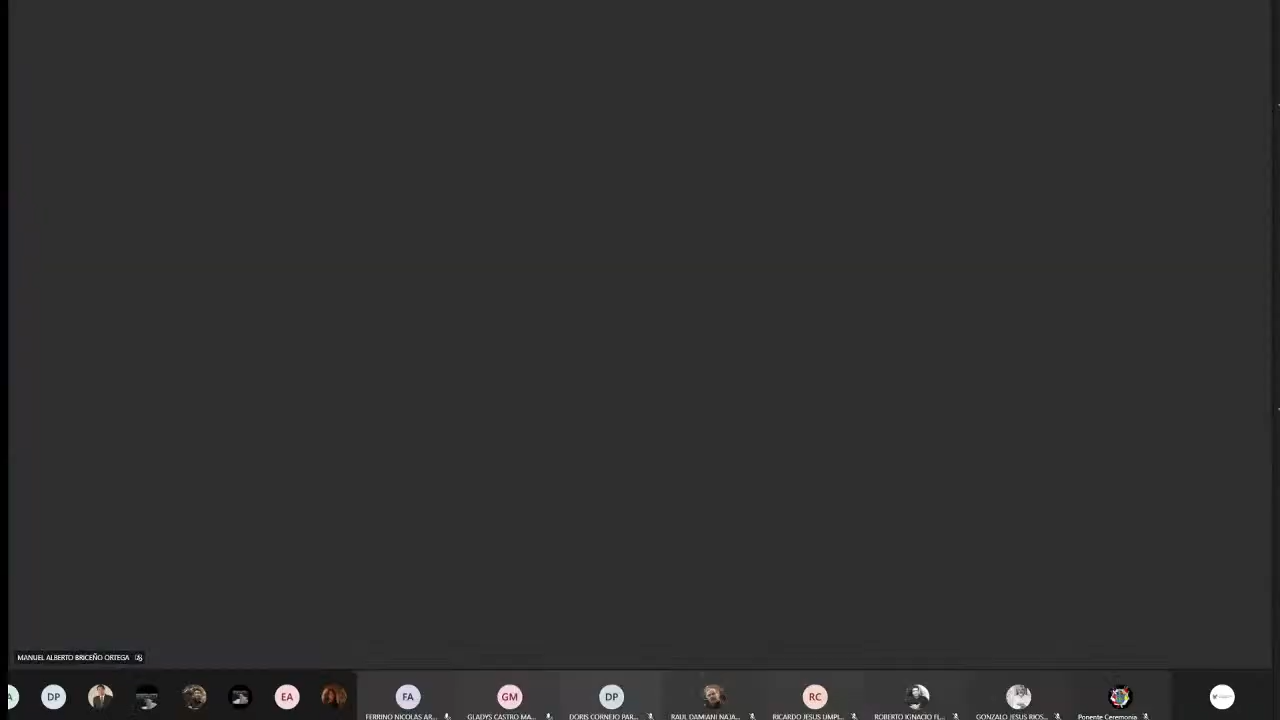 MANUEL ALBERTO BRICEÑO ORTEGA
A DP EA FA GM DP RC
FERRINO NICOLAS AR... GLADYS CASTRO MA... DORIS CORNEJO PAR... RAUL DAMIANI NAJA... RICARDO JESUS UMPI... ROBERTO IGNACIO FL... GONZALO JESUS RIOS... Ponente Ceremonia